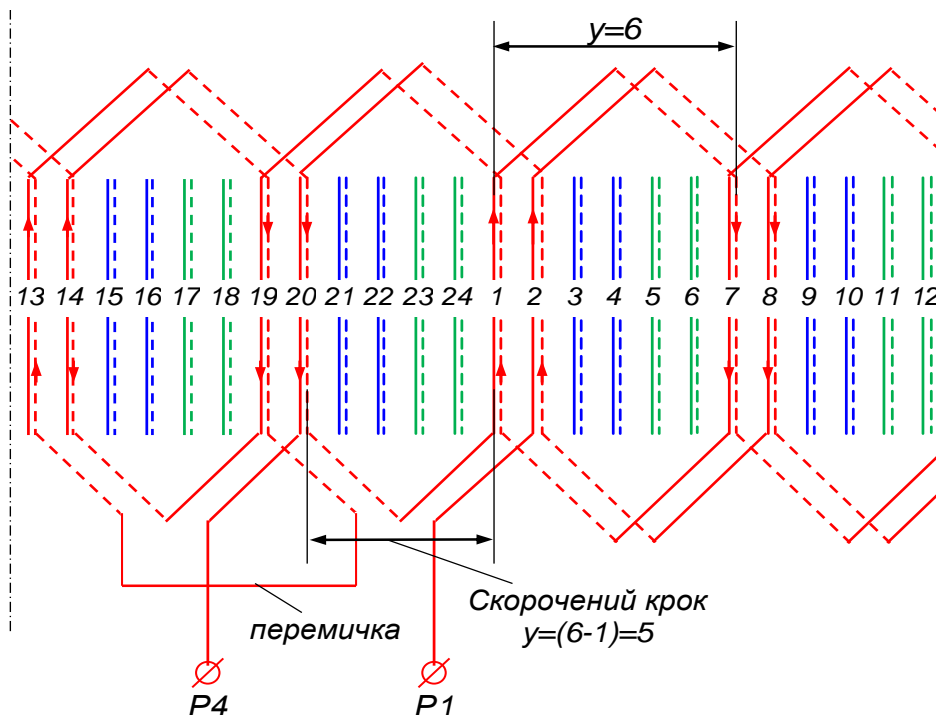 y=6
13 14 15 16 17 18 19 20 21 22 23 24 1 2 3 4 5 6 7 8 9 10 11 12
Скорочений крок
y=(6-1)=5
перемичка
P4
P1